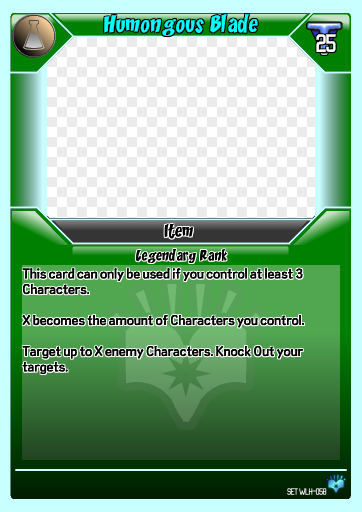 Humongous Blade
25
Item
Legendary Rank
This card can only be used if you control at least 3
Characters.
X becomes the amount of Characters you control.
Target up to X enemy Characters. Knock Out your
targets.
SET WLH-058